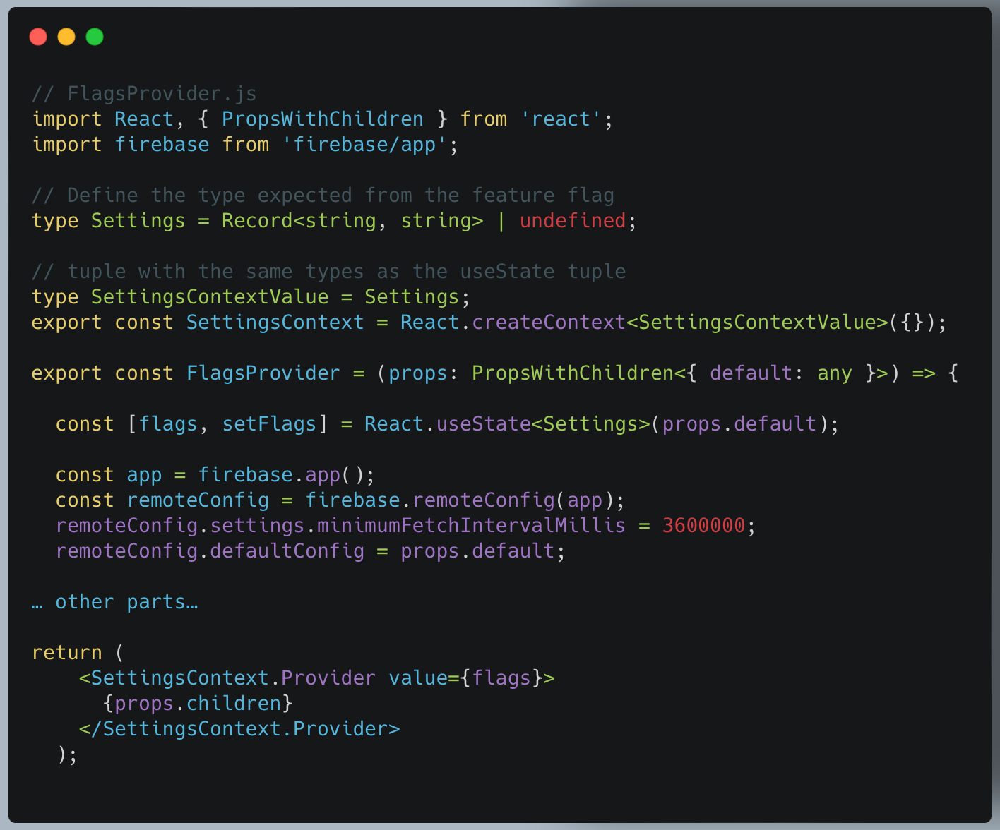 // FlagsProvider.js
import React, { PropsWithChildren } from 'react';
import firebase from 'firebase/app';
// Define the type expected from the feature flag
type Settings = Record<string, string> | undefined;
// tuple with the same types as the useState tuple
type SettingsContextValue = Settings;
export const SettingsContext = React.createContext<SettingsContextValue>({});
export const FlagsProvider = (props: PropsWithChildren<{ default: any }>) => {
  const [flags, setFlags] = React.useState<Settings>(props.default);
  const app = firebase.app();
  const remoteConfig = firebase.remoteConfig(app);
  remoteConfig.settings.minimumFetchIntervalMillis = 3600000;
  remoteConfig.defaultConfig = props.default;
… other parts…
return (
    <SettingsContext.Provider value={flags}>
      {props.children}
    </SettingsContext.Provider>
  );